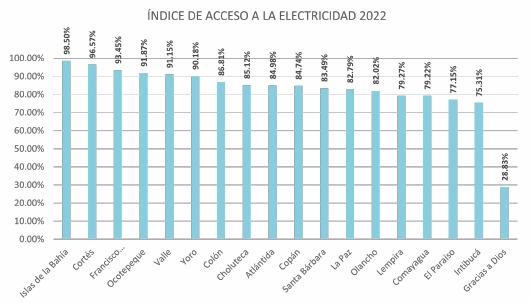 ÍNDICE DE ACCESO A LA ELECTRICIDAD 2022
100.00%
90.00%
80.00%
70.00%
60.00%
50.00%
40.00%
30.00%
20.00%
10.00%
0.00%
98.50%
96.57%
93.45%
91.87%
91.15%
90.18%
86.81%
85.12%
84.98%
84.74%
83.49%
82.79%
82.02%
79.27%
79.22%
77.15%
75.31%
28.83%
Islas de la Bahía
Cortés
Francisco...
Ocotepeque
Valle
Yoro
Colón
Choluteca
Atlántida
Copán
Santa Bárbara
La Paz
Olancho
Lempira
Comayagua
El Paraíso
Intibucá
Gracias a Dios